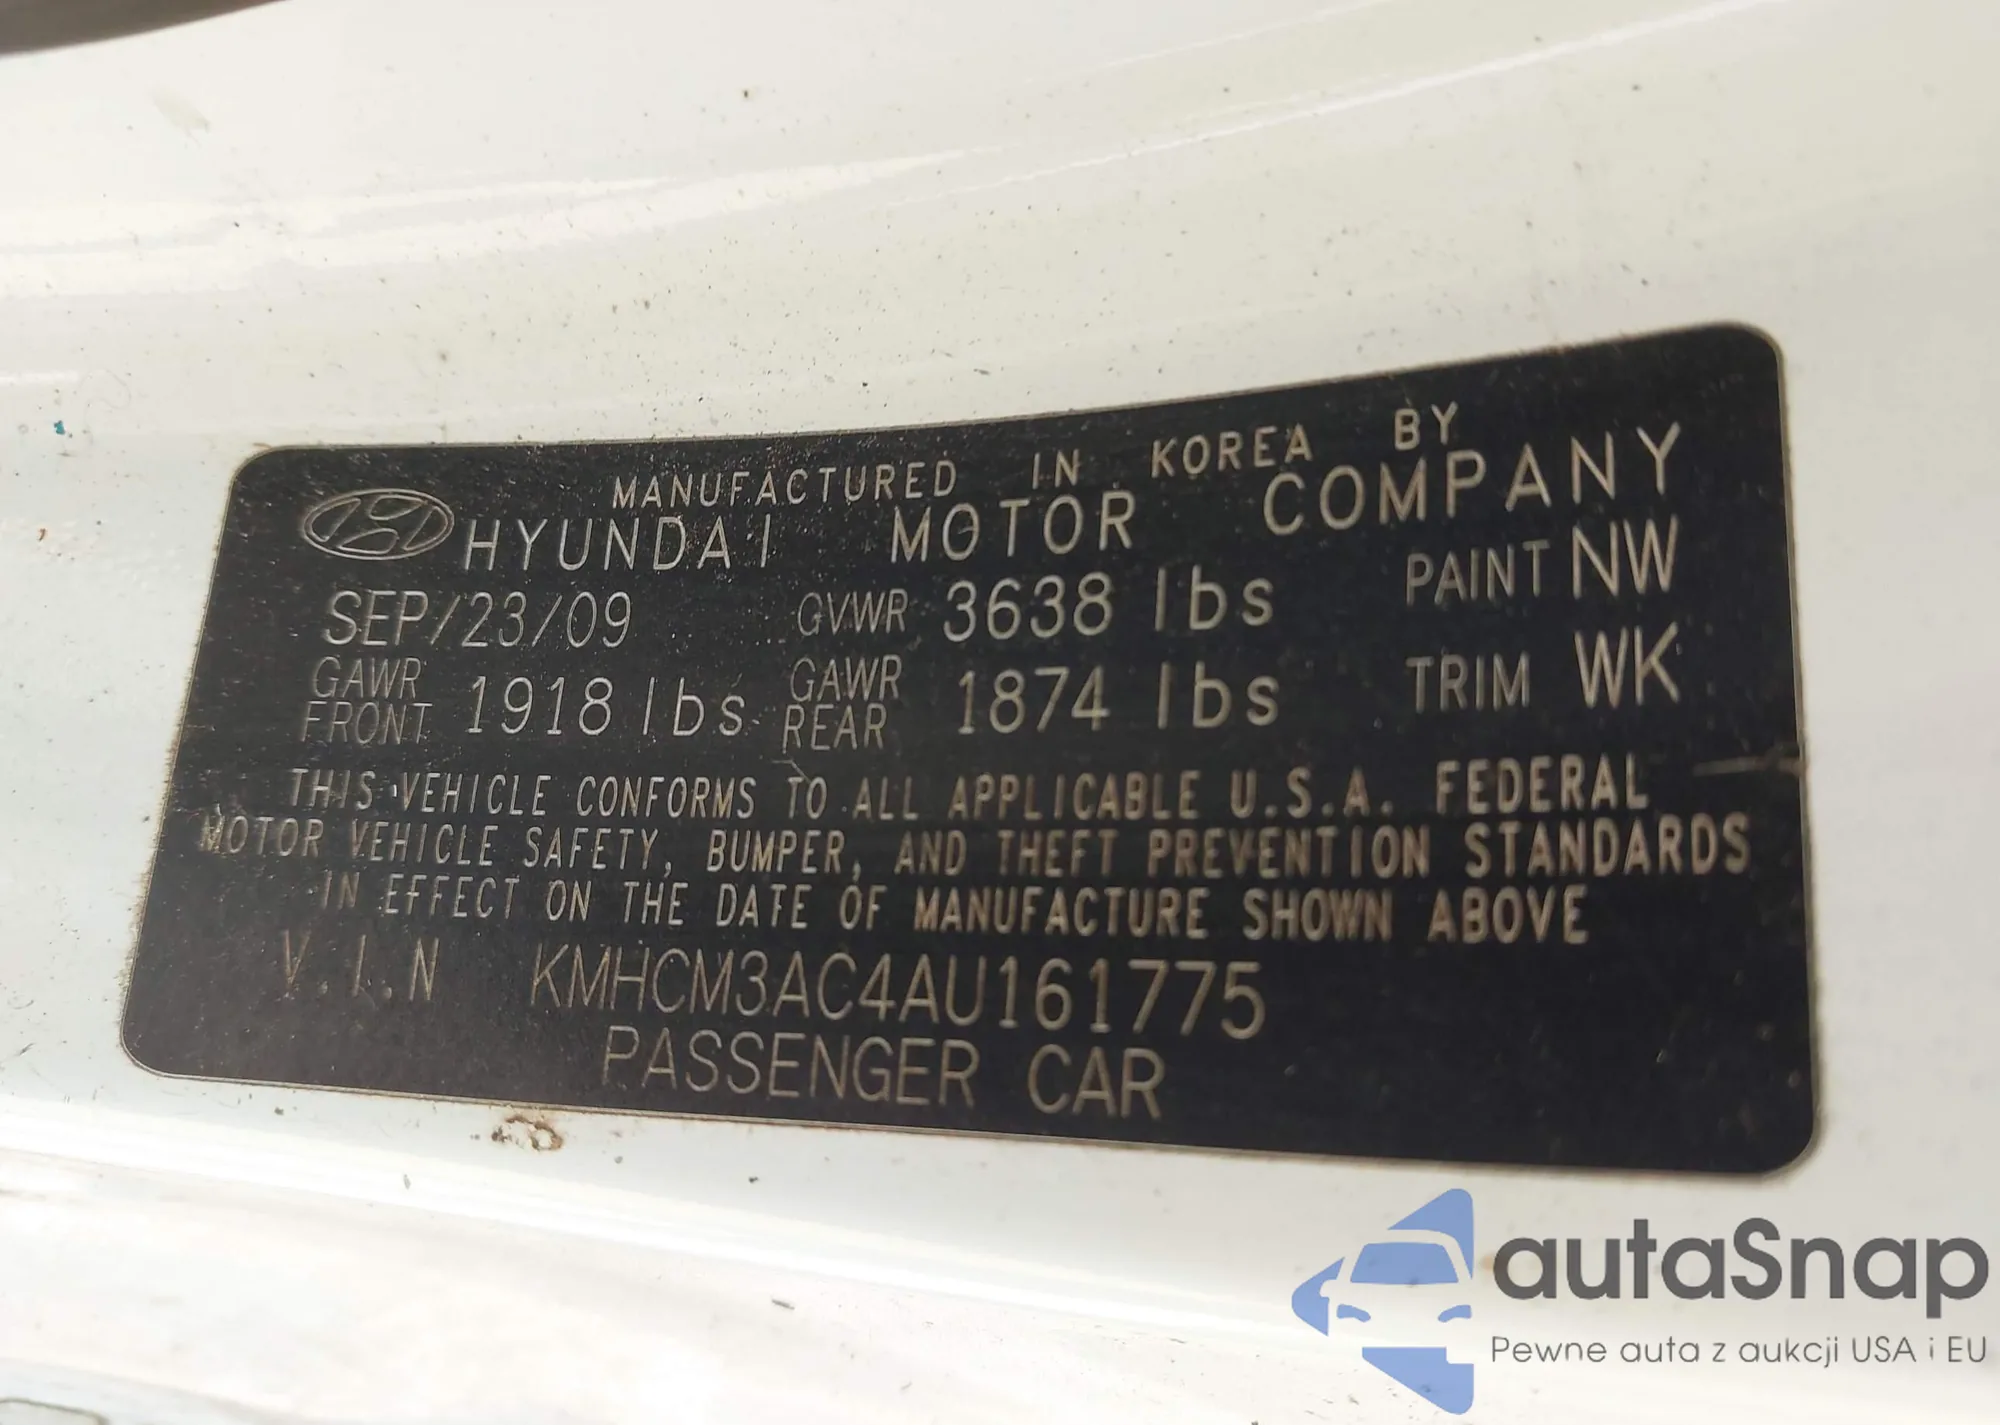 MANUFACTURED IN KOREA BY
HYUNDAI MOTOR COMPANY
SEP/23/09 GVWR 3638 lbs PAINT NW
GAWR FRONT 1918 lbs GAWR REAR 1874 lbs TRIM WK
THIS VEHICLE CONFORMS TO ALL APPLICABLE U.S.A. FEDERAL
MOTOR VEHICLE SAFETY, BUMPER, AND THEFT PREVENTION STANDARDS
IN EFFECT ON THE DATE OF MANUFACTURE SHOWN ABOVE
V.I.N KMHCM3AC4AU161775
PASSENGER CAR
autaSnap
Pewne auta z aukcji USA i EU